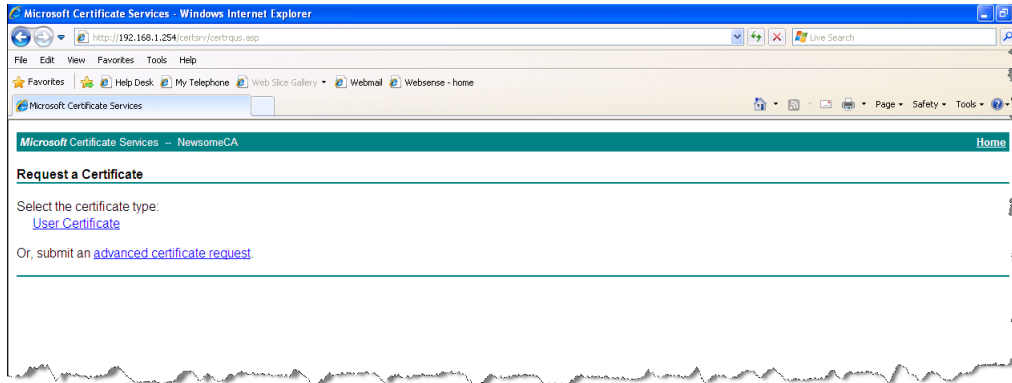 Microsoft Certificate Services - Windows Internet Explorer
http://192.168.1.254/certsrv/certrqus.asp
Live Search
File Edit View Favorites Tools Help
Favorites Help Desk My Telephone Web Slice Gallery Webmail Websense - home
Microsoft Certificate Services
Page Safety Tools
Microsoft Certificate Services -- NewsomeCA Home
Request a Certificate
Select the certificate type:
User Certificate
Or, submit an advanced certificate request.